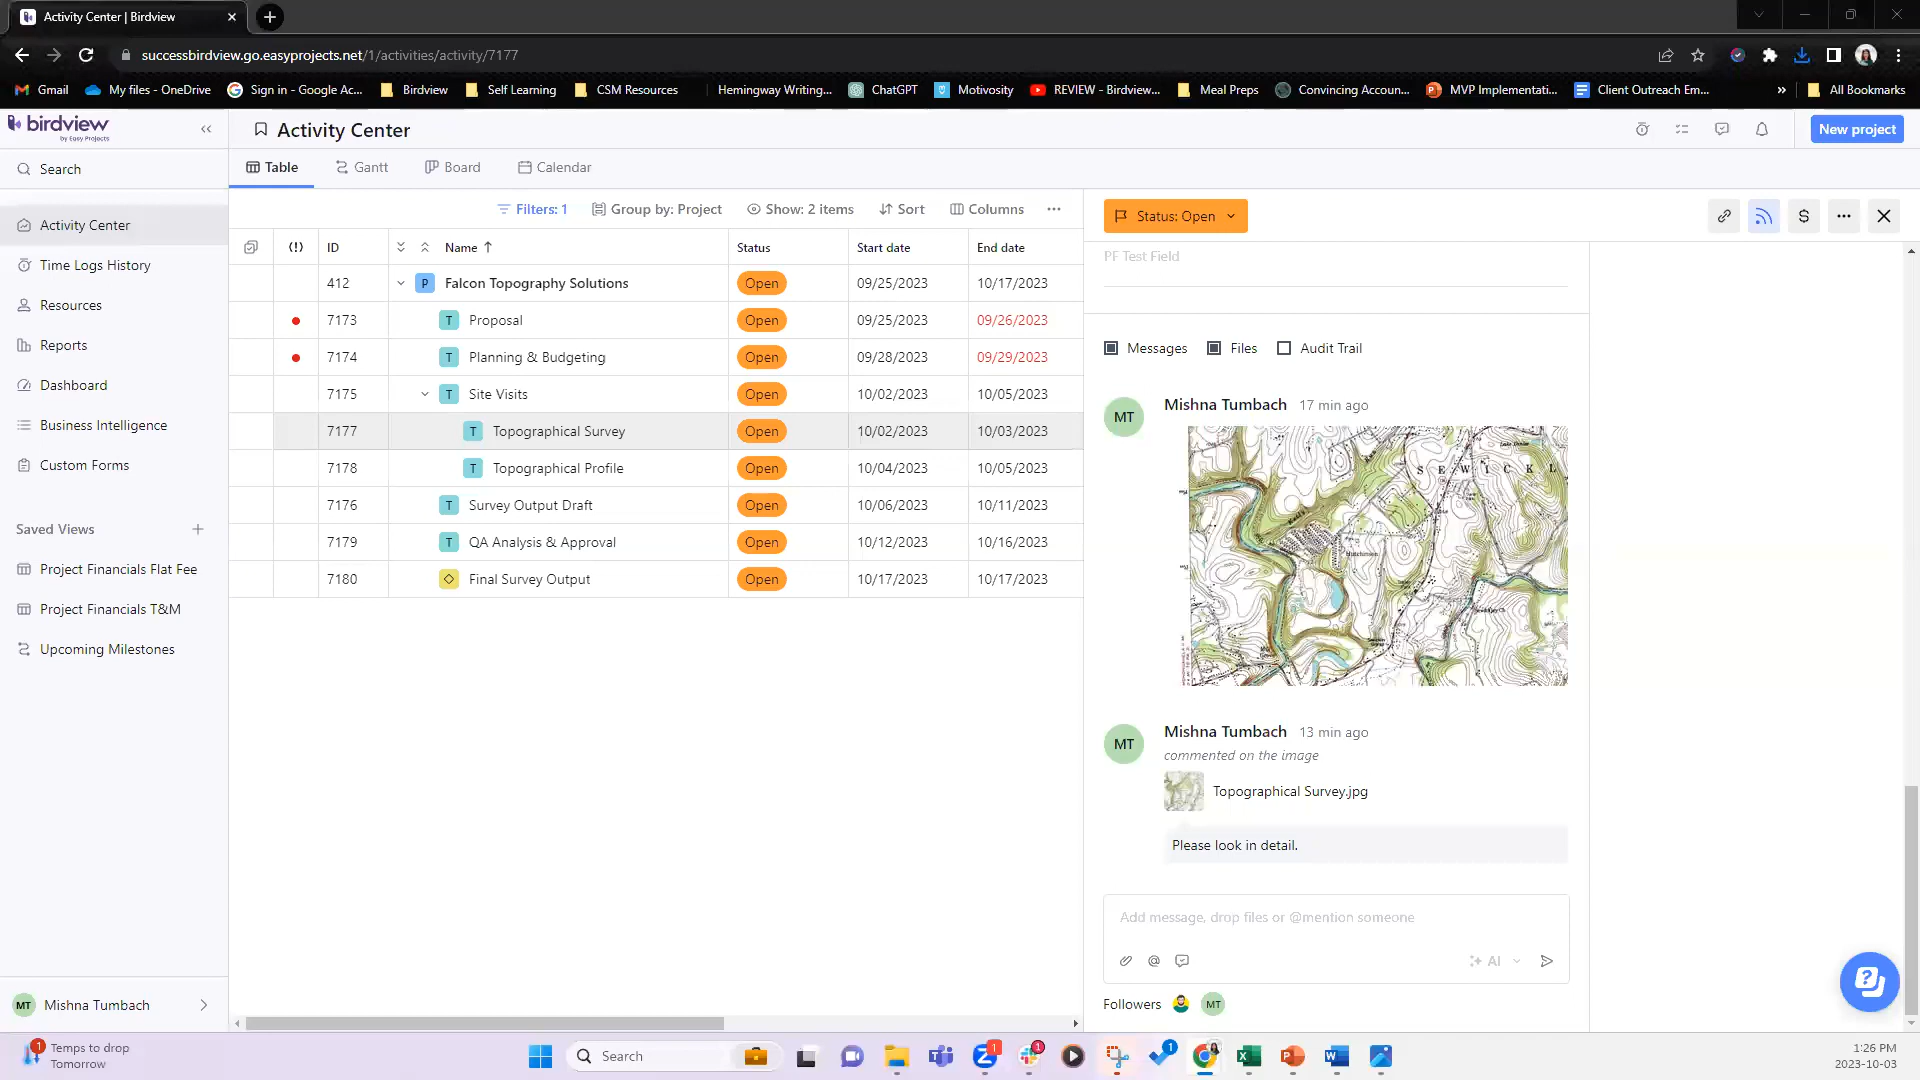 Activity Center | Birdview
successbirdview.go.easyprojects.net/1/activities/activity/7177
Gmail My files - OneDrive Sign in - Google Ac... Birdview Self Learning CSM Resources Hemingway Writing... ChatGPT Motivosity REVIEW - Birdview... Meal Preps Convincing Accoun... MVP Implementati... Client Outreach Em... » All Bookmarks
birdview
by Easy Projects
Activity Center
New project
Search
Table Gantt Board Calendar
Filters: 1 Group by: Project Show: 2 items Sort Columns
Status: Open
Activity Center
Time Logs History
Resources
Reports
Dashboard
Business Intelligence
Custom Forms
Saved Views
Project Financials Flat Fee
Project Financials T&M
Upcoming Milestones
MT Mishna Tumbach
(!) ID Name Status Start date End date
412 P Falcon Topography Solutions Open 09/25/2023 10/17/2023
7173 T Proposal Open 09/25/2023 09/26/2023
7174 T Planning & Budgeting Open 09/28/2023 09/29/2023
7175 T Site Visits Open 10/02/2023 10/05/2023
7177 T Topographical Survey Open 10/02/2023 10/03/2023
7178 T Topographical Profile Open 10/04/2023 10/05/2023
7176 T Survey Output Draft Open 10/06/2023 10/11/2023
7179 T QA Analysis & Approval Open 10/12/2023 10/16/2023
7180 Final Survey Output Open 10/17/2023 10/17/2023
PF Test Field
Messages Files Audit Trail
MT Mishna Tumbach 17 min ago
SEWICKL
Hutchinson
MT Mishna Tumbach 13 min ago
commented on the image
Topographical Survey.jpg
Please look in detail.
Add message, drop files or @mention someone
AI
Followers MT
1 Temps to drop
Tomorrow
Search
1
1
1
1:26 PM
2023-10-03